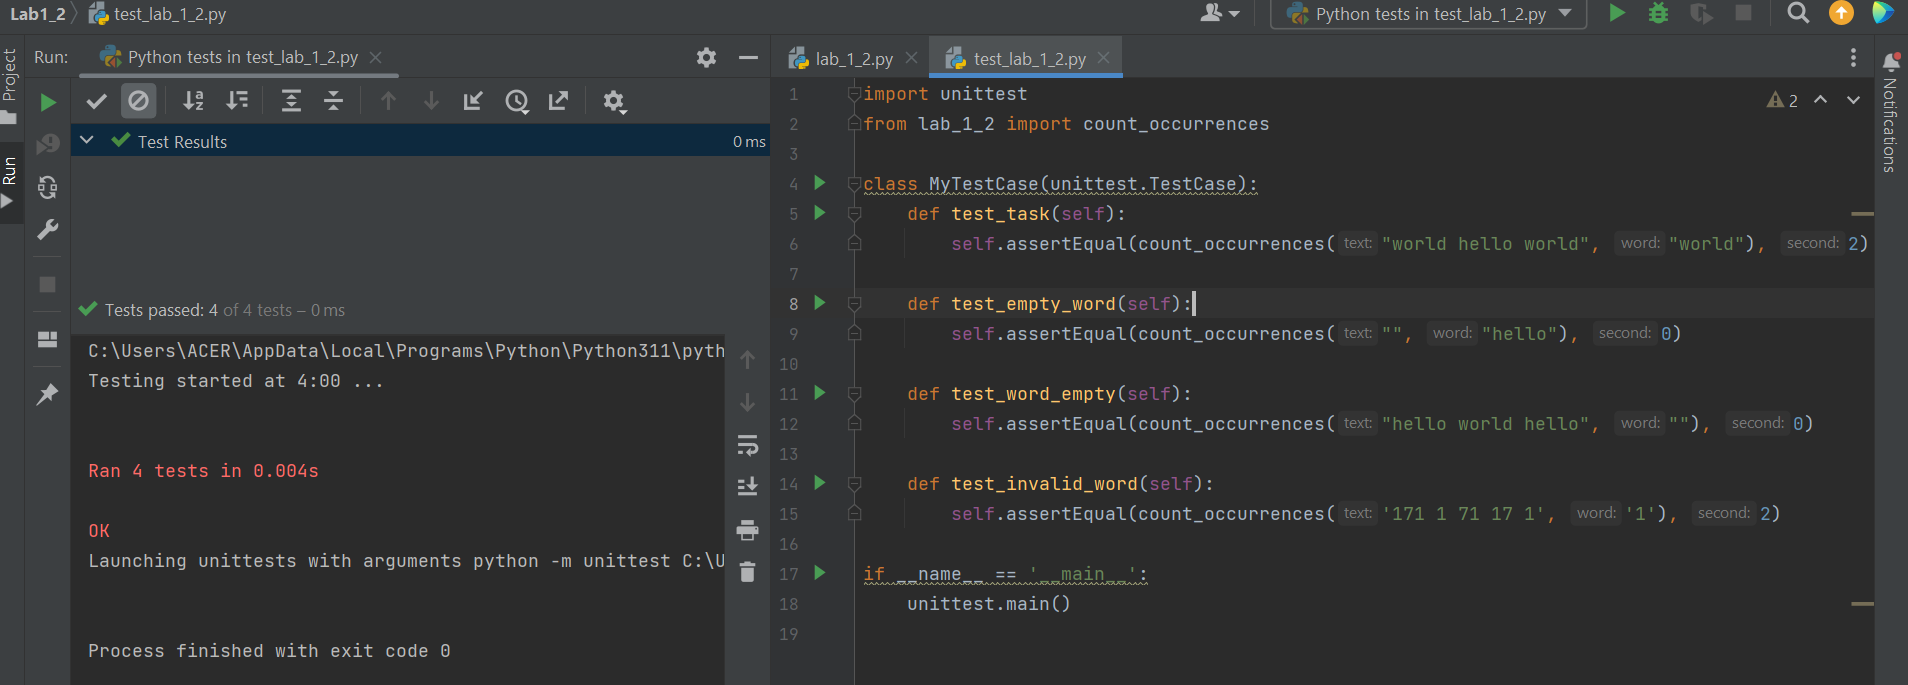 Lab1_2 test_lab_1_2.py Python tests in test_lab_1_2.py
Project
Run
Run: Python tests in test_lab_1_2.py
Test Results 0 ms
Tests passed: 4 of 4 tests – 0 ms
C:\Users\ACER\AppData\Local\Programs\Python\Python311\pyth
Testing started at 4:00 ...
Ran 4 tests in 0.004s
OK
Launching unittests with arguments python -m unittest C:\U
Process finished with exit code 0
lab_1_2.py test_lab_1_2.py
2
1 import unittest
2 from lab_1_2 import count_occurrences
3
4 class MyTestCase(unittest.TestCase):
5 def test_task(self):
6 self.assertEqual(count_occurrences( text: "world hello world", word: "world"), second: 2)
7
8 def test_empty_word(self):
9 self.assertEqual(count_occurrences( text: "", word: "hello"), second: 0)
10
11 def test_word_empty(self):
12 self.assertEqual(count_occurrences( text: "hello world hello", word: ""), second: 0)
13
14 def test_invalid_word(self):
15 self.assertEqual(count_occurrences( text: '171 1 71 17 1', word: '1'), second: 2)
16
17 if __name__ == '__main__':
18 unittest.main()
19
Notifications